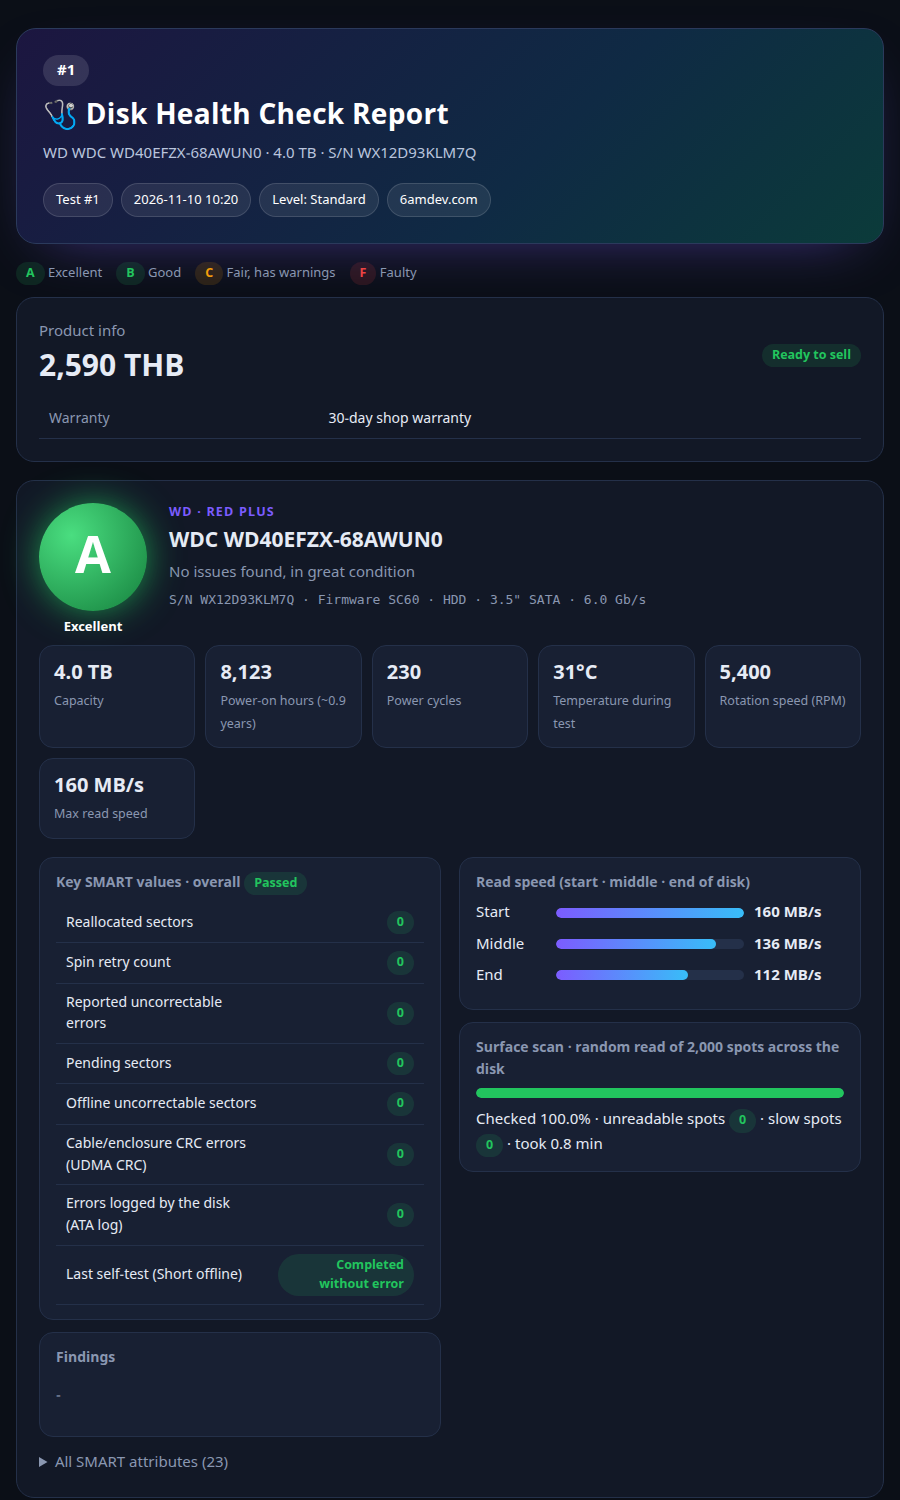 #1
🩺 Disk Health Check Report
WD WDC WD40EFZX-68AWUN0 · 4.0 TB · S/N WX12D93KLM7Q
Test #1
2026-11-10 10:20
Level: Standard
6amdev.com
A Excellent B Good C Fair, has warnings F Faulty
Product info
2,590 THB
Ready to sell
Warranty 30-day shop warranty
A
Excellent
WD · RED PLUS
WDC WD40EFZX-68AWUN0
No issues found, in great condition
S/N WX12D93KLM7Q · Firmware SC60 · HDD · 3.5" SATA · 6.0 Gb/s
4.0 TB
Capacity
8,123
Power-on hours (~0.9
years)
230
Power cycles
31°C
Temperature during
test
5,400
Rotation speed (RPM)
160 MB/s
Max read speed
Key SMART values · overall Passed
Reallocated sectors 0
Spin retry count 0
Reported uncorrectable
errors 0
Pending sectors 0
Offline uncorrectable sectors 0
Cable/enclosure CRC errors
(UDMA CRC) 0
Errors logged by the disk
(ATA log) 0
Last self-test (Short offline) Completed
without error
Findings
-
Read speed (start · middle · end of disk)
Start 160 MB/s
Middle 136 MB/s
End 112 MB/s
Surface scan · random read of 2,000 spots across the
disk
Checked 100.0% · unreadable spots 0 · slow spots
0 · took 0.8 min
▶ All SMART attributes (23)